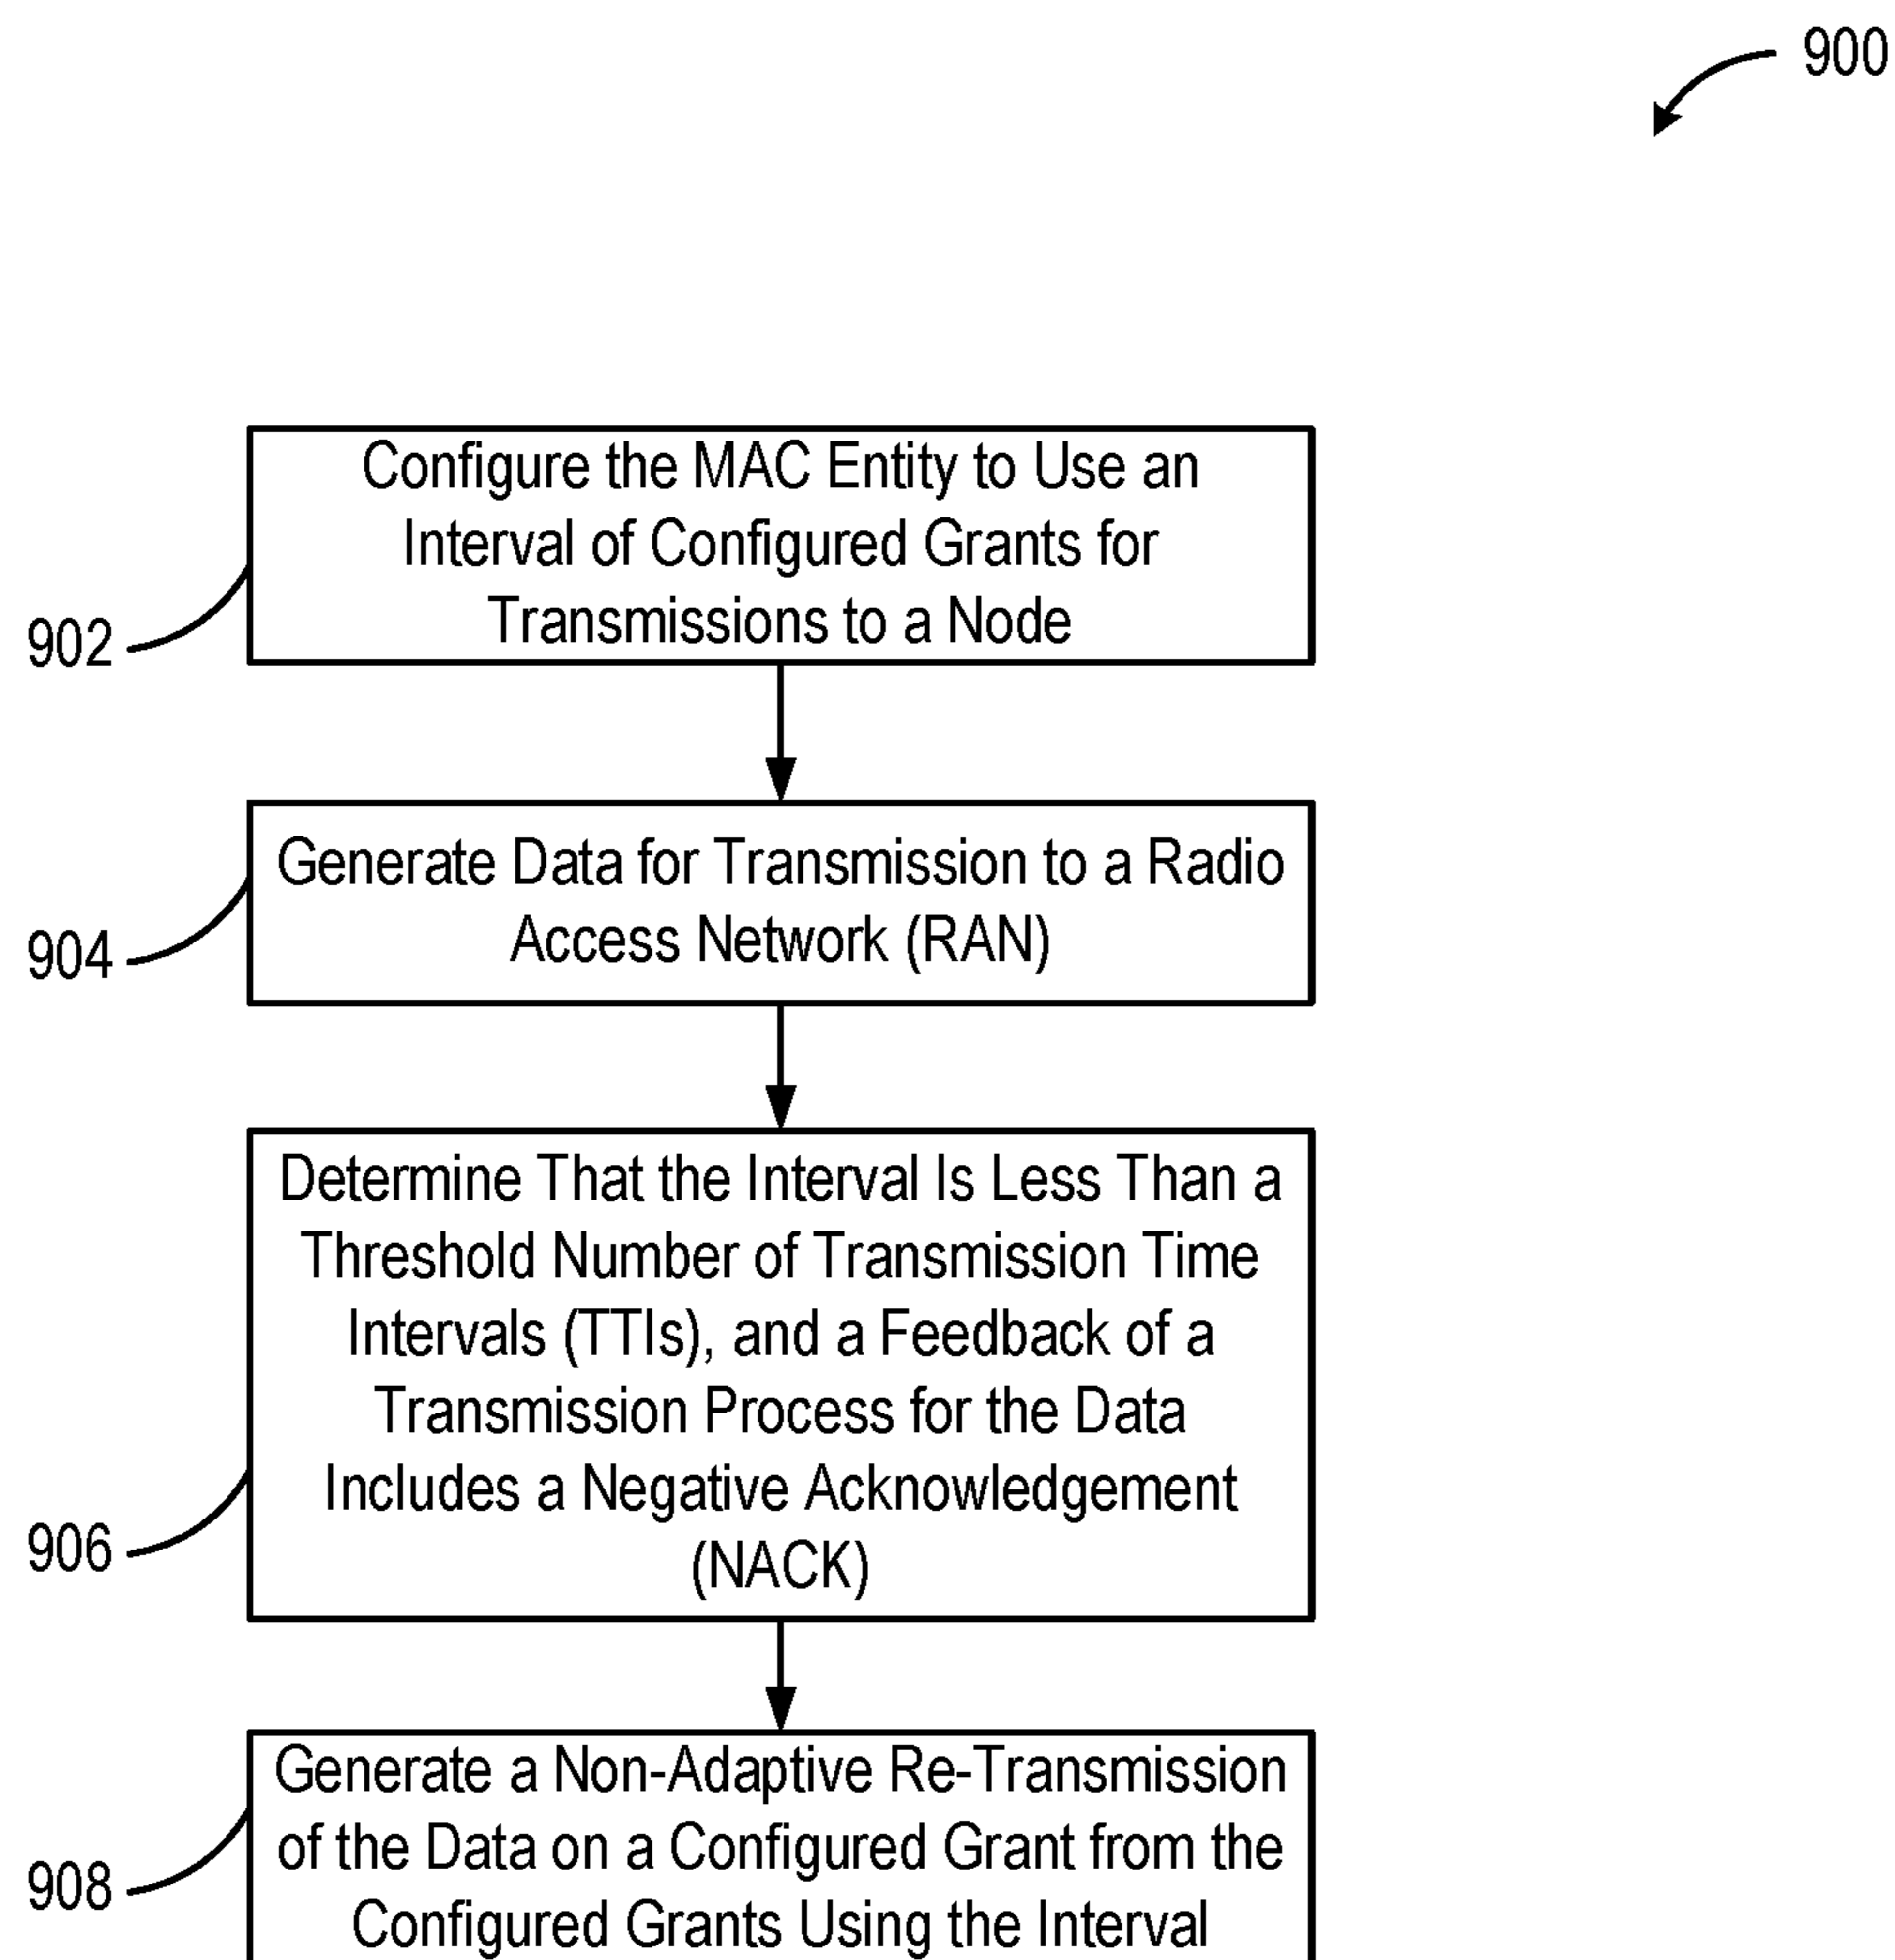 900
Configure the MAC Entity to Use an
Interval of Configured Grants for
Transmissions to a Node
902
Generate Data for Transmission to a Radio
Access Network (RAN)
904
Determine That the Interval Is Less Than a
Threshold Number of Transmission Time
Intervals (TTIs), and a Feedback of a
Transmission Process for the Data
Includes a Negative Acknowledgement
(NACK)
906
Generate a Non-Adaptive Re-Transmission
of the Data on a Configured Grant from the
Configured Grants Using the Interval
908